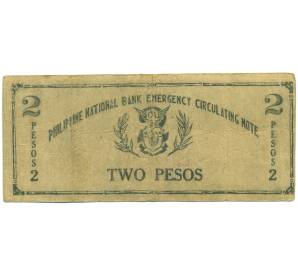 PHILIPPINE NATIONAL BANK EMERGENCY CIRCULATING NOTE
2 2
PESOS PESOS
2 2
TWO PESOS